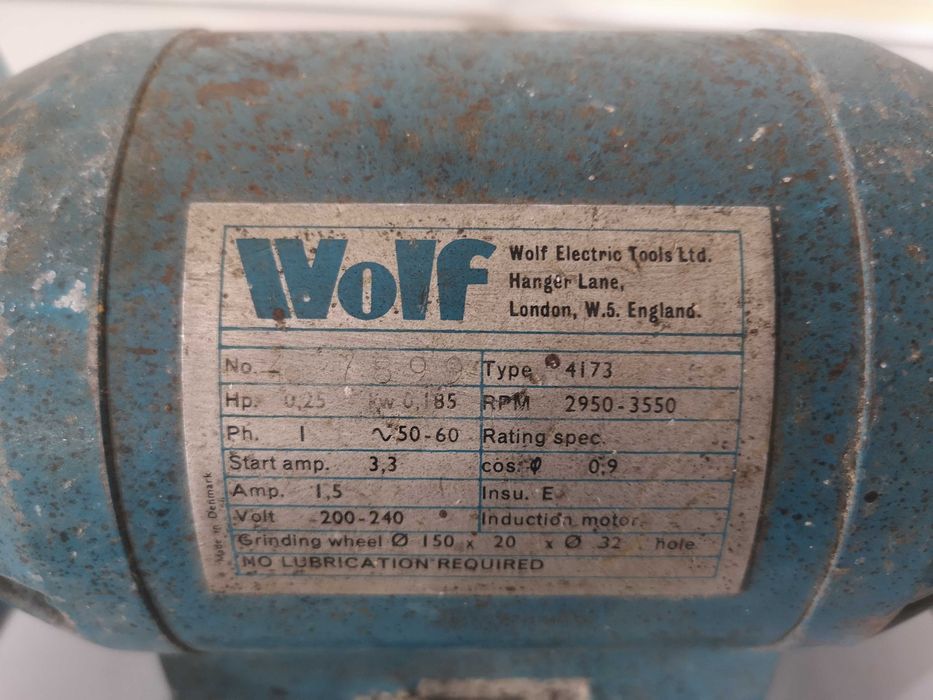 Wolf
Wolf Electric Tools Ltd.
Hanger Lane,
London, W.5. England.
No. 7699 Type 4173
Hp. 0,25 kw 0,185 RPM 2950-3550
Ph. 1 ∿50-60 Rating spec.
Start amp. 3,3 cos. φ 0,9
Amp. 1,5 Insu. E
Volt 200-240 Induction motor
Grinding wheel Ø 150 x 20 x Ø 32 hole
NO LUBRICATION REQUIRED
Made in Denmark